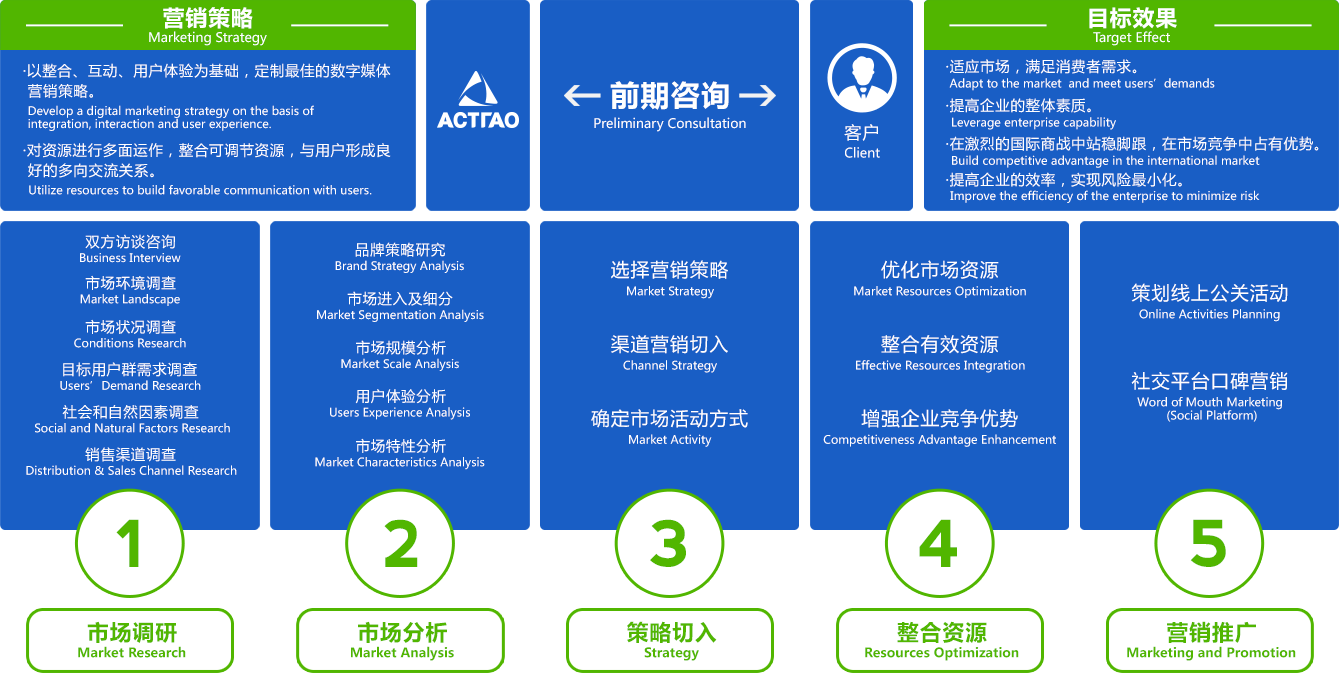 营销策略
Marketing Strategy
·以整合、互动、用户体验为基础，定制最佳的数字媒体
营销策略。
Develop a digital marketing strategy on the basis of
integration, interaction and user experience.
·对资源进行多面运作，整合可调节资源，与用户形成良
好的多向交流关系。
Utilize resources to build favorable communication with users.
ACTTAO
前期咨询
Preliminary Consultation
客户
Client
目标效果
Target Effect
·适应市场，满足消费者需求。
Adapt to the market and meet users’ demands
·提高企业的整体素质。
Leverage enterprise capability
·在激烈的国际商战中站稳脚跟，在市场竞争中占有优势。
Build competitive advantage in the international market
·提高企业的效率，实现风险最小化。
Improve the efficiency of the enterprise to minimize risk
双方访谈咨询
Business Interview
市场环境调查
Market Landscape
市场状况调查
Conditions Research
目标用户群需求调查
Users’ Demand Research
社会和自然因素调查
Social and Natural Factors Research
销售渠道调查
Distribution & Sales Channel Research
1
市场调研
Market Research
品牌策略研究
Brand Strategy Analysis
市场进入及细分
Market Segmentation Analysis
市场规模分析
Market Scale Analysis
用户体验分析
Users Experience Analysis
市场特性分析
Market Characteristics Analysis
2
市场分析
Market Analysis
选择营销策略
Market Strategy
渠道营销切入
Channel Strategy
确定市场活动方式
Market Activity
3
策略切入
Strategy
优化市场资源
Market Resources Optimization
整合有效资源
Effective Resources Integration
增强企业竞争优势
Competitiveness Advantage Enhancement
4
整合资源
Resources Optimization
策划线上公关活动
Online Activities Planning
社交平台口碑营销
Word of Mouth Marketing
(Social Platform)
5
营销推广
Marketing and Promotion